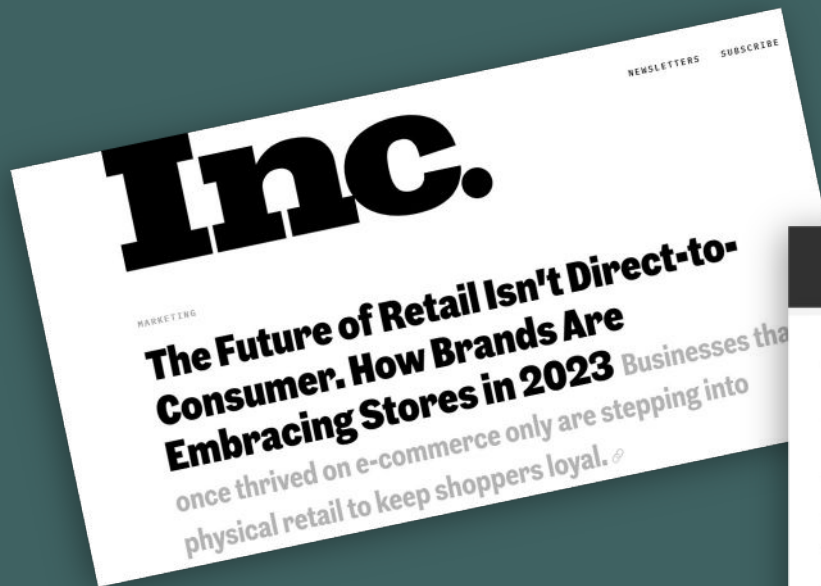 NEWSLETTERS SUBSCRIBE
Inc.
MARKETING
The Future of Retail Isn't Direct-to-
Consumer. How Brands Are
Embracing Stores in 2023 Businesses
once thrived on e-commerce only are stepping into
physical retail to keep shoppers loyal.